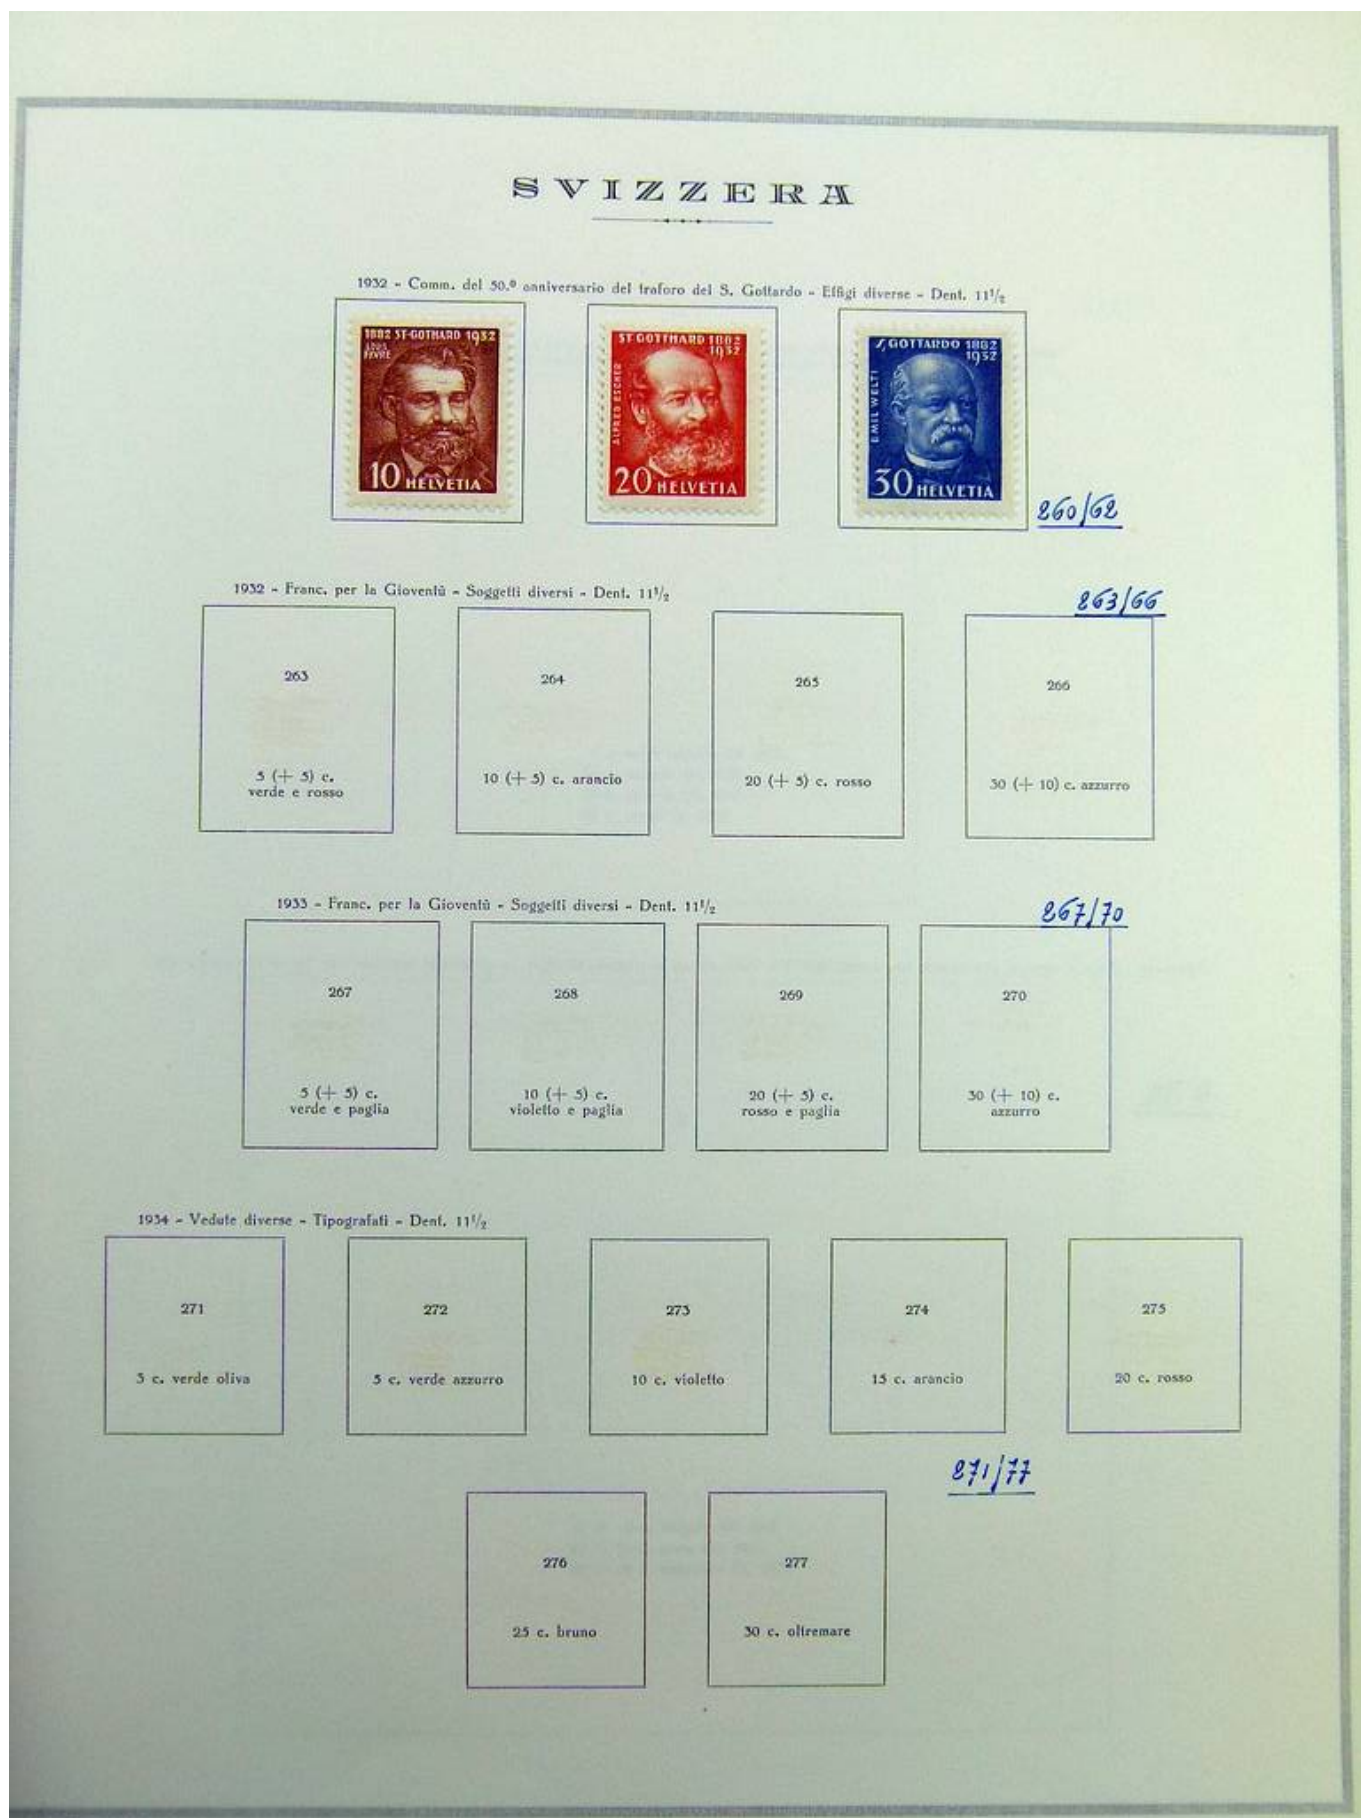 SVIZZERA
1932 - Comm. del 50.º anniversario del traforo del S. Gottardo - Effigi diverse - Dent. 11½
1882 ST-GOTHARD 1932
LOUIS
FAVRE
10 HELVETIA
ST GOTTHARD 1882
1932
ALFRED ESCHER
20 HELVETIA
S. GOTTARDO 1882
1932
EMIL WELTI
30 HELVETIA
260/62
1932 - Franc. per la Gioventù - Soggetti diversi - Dent. 11½
263/66
263
264
265
266
5 (+ 5) c.
verde e rosso
10 (+ 5) c. arancio
20 (+ 5) c. rosso
30 (+ 10) c. azzurro
1933 - Franc. per la Gioventù - Soggetti diversi - Dent. 11½
267/70
267
268
269
270
5 (+ 5) c.
verde e paglia
10 (+ 5) c.
violetto e paglia
20 (+ 5) c.
rosso e paglia
30 (+ 10) c.
azzurro
1934 - Vedute diverse - Tipografati - Dent. 11½
271
272
273
274
275
3 c. verde oliva
5 c. verde azzurro
10 c. violetto
15 c. arancio
20 c. rosso
271/77
276
277
25 c. bruno
30 c. oltremare